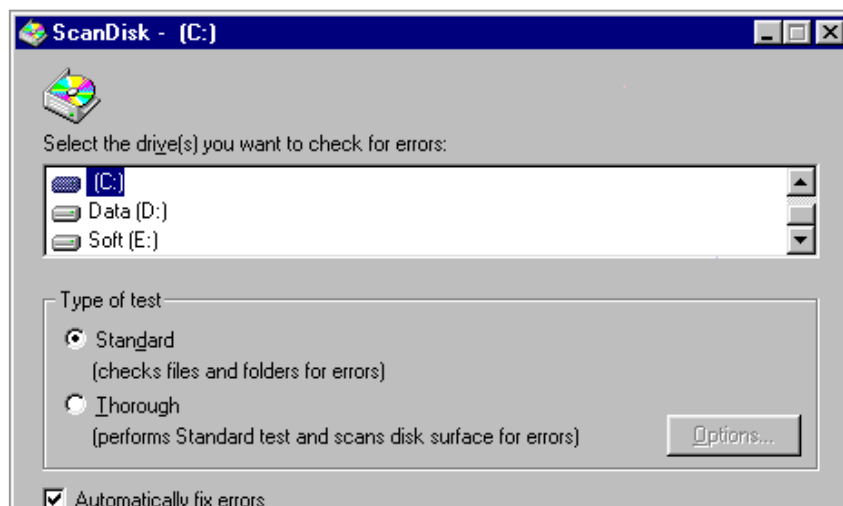 ScanDisk - (C:)
Select the drive(s) you want to check for errors:
(C:)
Data (D:)
Soft (E:)
Type of test
Standard
(checks files and folders for errors)
Thorough
(performs Standard test and scans disk surface for errors)
Options...
Automatically fix errors